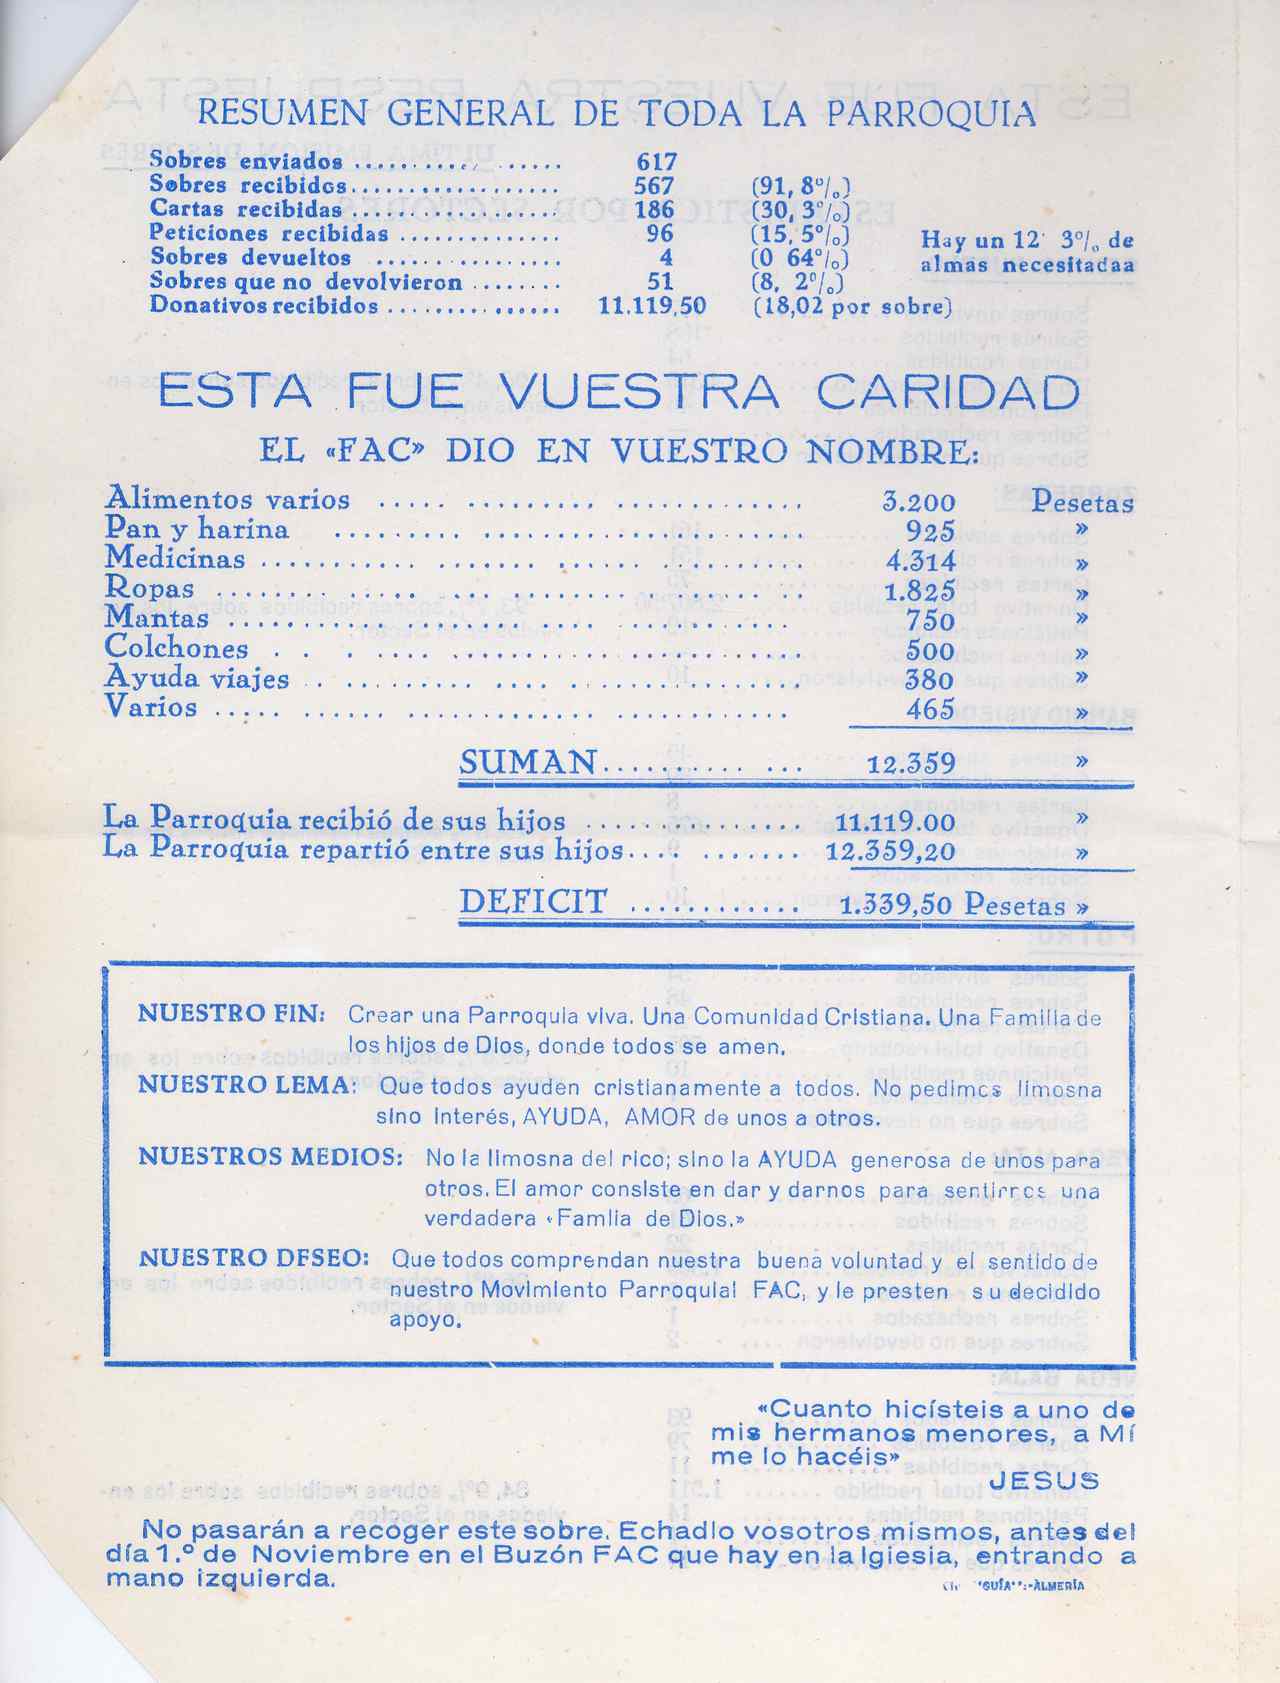 RESUMEN GENERAL DE TODA LA PARROQUIA
Sobres enviados .................. 617
Sobres recibidos................... 567 (91, 8%)
Cartas recibidas................... 186 (30, 3%)
Peticiones recibidas .............. 96 (15, 5%) Hay un 12' 3% de
Sobres devueltos ................. 4 (0 64%) almas necesitadaa
Sobres que no devolvieron ........ 51 (8, 2%)
Donativos recibidos ............... 11.119,50 (18,02 por sobre)
ESTA FUE VUESTRA CARIDAD
EL «FAC» DIO EN VUESTRO NOMBRE:
Alimentos varios ............................ 3.200 Pesetas
Pan y harina ............................ 925 »
Medicinas ............................ 4.314 »
Ropas ............................ 1.825 »
Mantas ............................ 750 »
Colchones ............................ 500 »
Ayuda viajes ............................ 380 »
Varios ............................ 465 »
SUMAN............. 12.359 »
La Parroquia recibió de sus hijos ............... 11.119.00 »
La Parroquia repartió entre sus hijos........... 12.359,20 »
DEFICIT ............ 1.339,50 Pesetas »
NUESTRO FIN: Crear una Parroquia viva. Una Comunidad Cristiana. Una Familia de
los hijos de Dios, donde todos se amen.
NUESTRO LEMA: Que todos ayuden cristianamente a todos. No pedimos limosna
sino interés, AYUDA, AMOR de unos a otros.
NUESTROS MEDIOS: No la limosna del rico; sino la AYUDA generosa de unos para
otros. El amor consiste en dar y darnos para sentirnos una
verdadera «Famlia de Dios.»
NUESTRO DESEO: Que todos comprendan nuestra buena voluntad y el sentido de
nuestro Movimiento Parroquial FAC, y le presten su decidido
apoyo.
«Cuanto hicísteis a uno de
mis hermanos menores, a Mí
me lo hacéis»
JESUS
No pasarán a recoger este sobre. Echadlo vosotros mismos, antes del
día 1.º de Noviembre en el Buzón FAC que hay en la Iglesia, entrando a
mano izquierda.
"GUÍA":-ALMERÍA